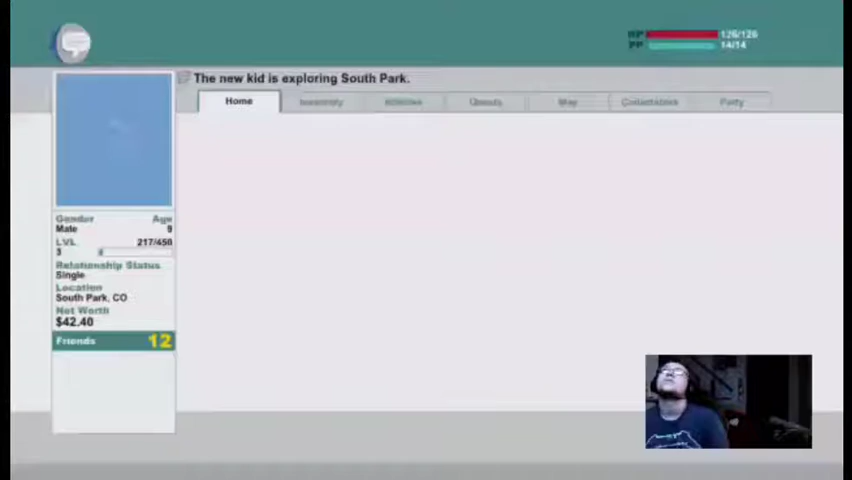 HP 126/126
PP 14/14
The new kid is exploring South Park.
Home Inventory Abilities Quests Map Collectibles Party
Gender Age
Male 9
LVL 217/450
3
Relationship Status
Single
Location
South Park, CO
Net Worth
$42.40
Friends 12